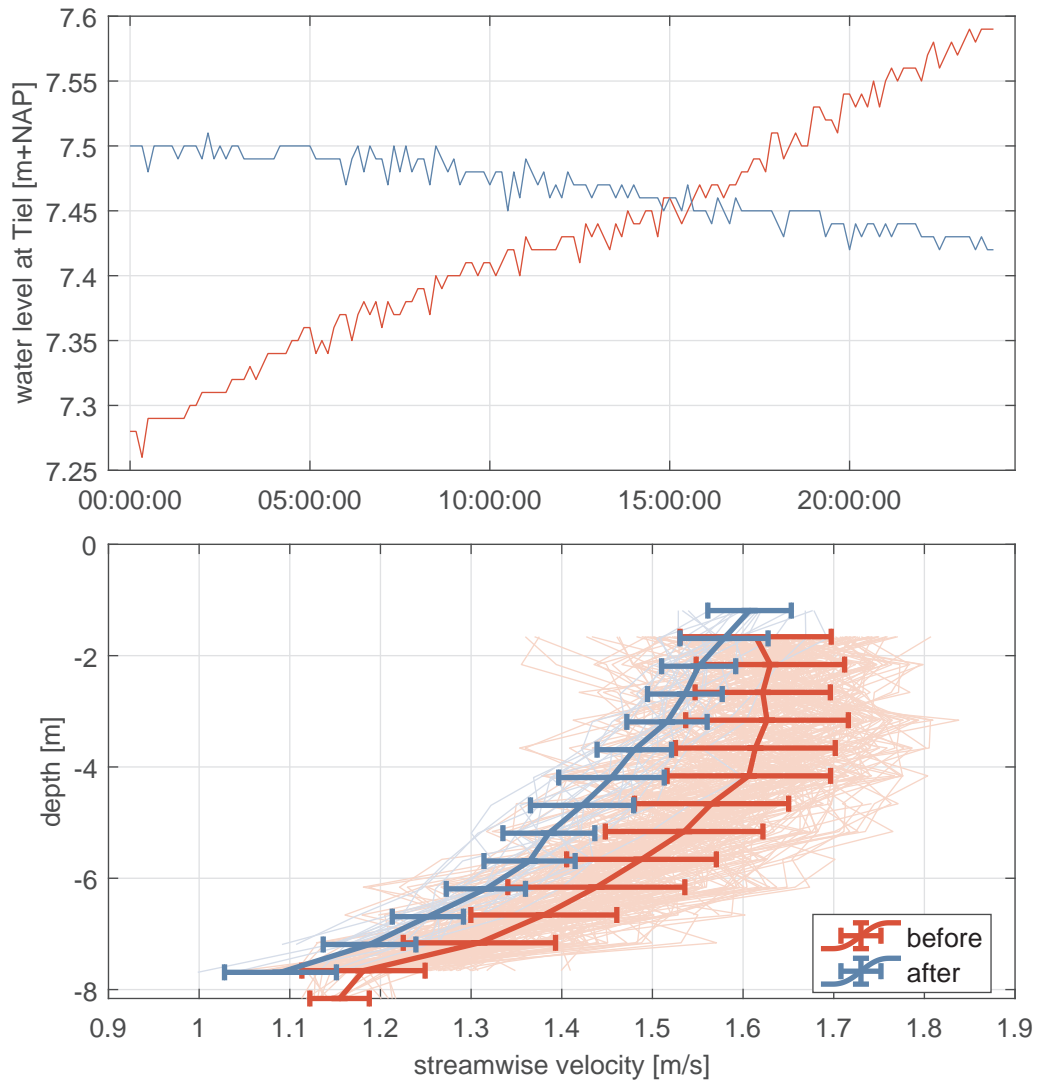 7.6
7.55
7.5
7.45
7.4
7.35
7.3
7.25
water level at Tiel [m+NAP]
00:00:00 05:00:00 10:00:00 15:00:00 20:00:00
0
-2
-4
-6
-8
depth [m]
before
after
0.9 1 1.1 1.2 1.3 1.4 1.5 1.6 1.7 1.8 1.9
streamwise velocity [m/s]